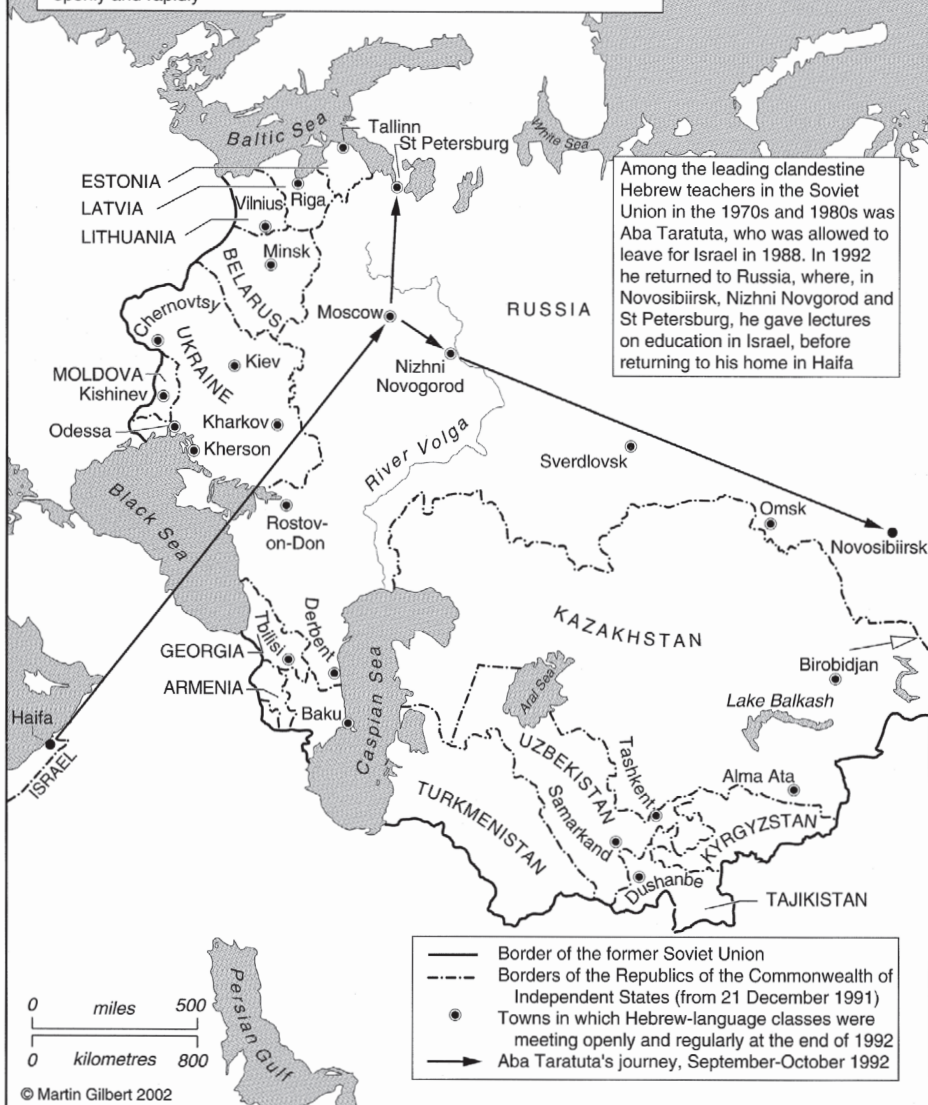 openly and rapidly
Baltic Sea
Tallinn
St Petersburg
White Sea
ESTONIA
LATVIA
LITHUANIA
Vilnius
Riga
Minsk
BELARUS
Among the leading clandestine
Hebrew teachers in the Soviet
Union in the 1970s and 1980s was
Aba Taratuta, who was allowed to
leave for Israel in 1988. In 1992
he returned to Russia, where, in
Novosibiirsk, Nizhni Novgorod and
St Petersburg, he gave lectures
on education in Israel, before
returning to his home in Haifa
Chernovtsy
UKRAINE
Moscow
RUSSIA
Kiev
Nizhni
Novogorod
MOLDOVA
Kishinev
Odessa
Kharkov
Kherson
River Volga
Sverdlovsk
Black Sea
Rostov-
on-Don
Omsk
Novosibiirsk
KAZAKHSTAN
Derbent
Tbilisi
GEORGIA
ARMENIA
Baku
Caspian Sea
Aral Sea
Birobidjan
Lake Balkash
Haifa
ISRAEL
UZBEKISTAN
Tashkent
Alma Ata
TURKMENISTAN
Samarkand
KYRGYZSTAN
Dushanbe
TAJIKISTAN
Persian Gulf
0 miles 500
0 kilometres 800
© Martin Gilbert 2002
Border of the former Soviet Union
Borders of the Republics of the Commonwealth of
Independent States (from 21 December 1991)
Towns in which Hebrew-language classes were
meeting openly and regularly at the end of 1992
Aba Taratuta's journey, September-October 1992